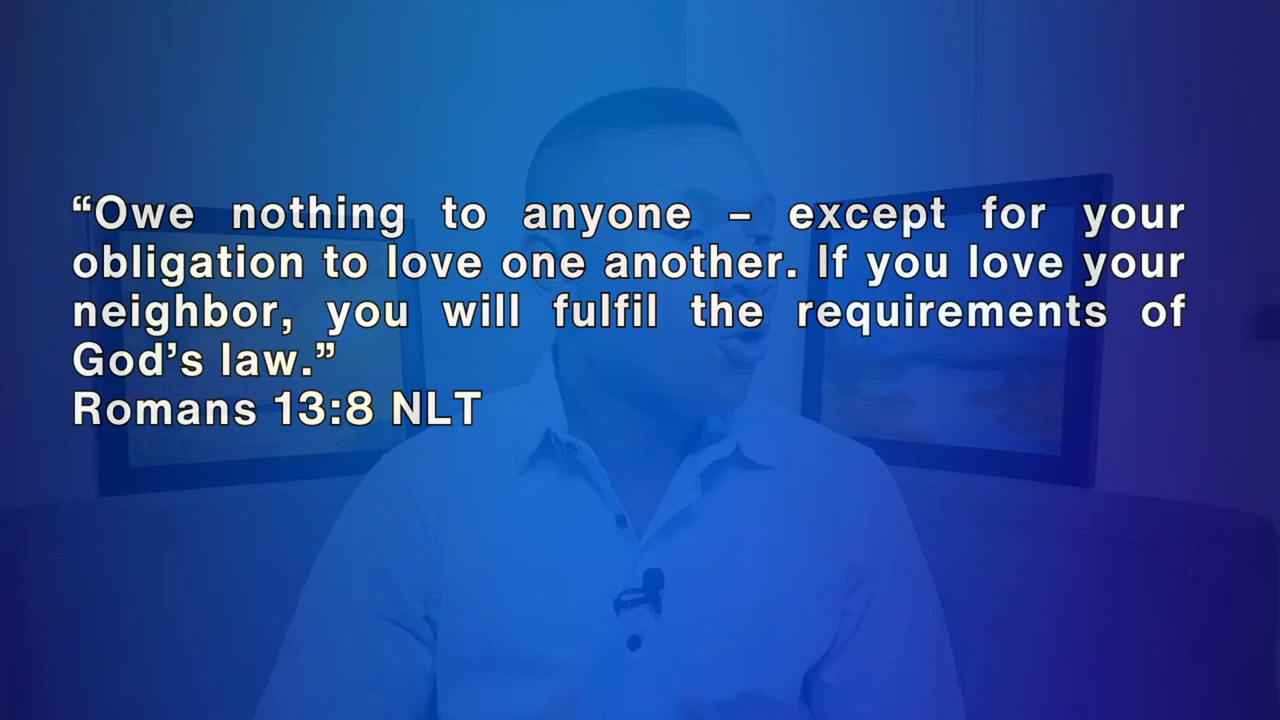 “Owe nothing to anyone – except for your
obligation to love one another. If you love your
neighbor, you will fulfil the requirements of
God’s law.”
Romans 13:8 NLT